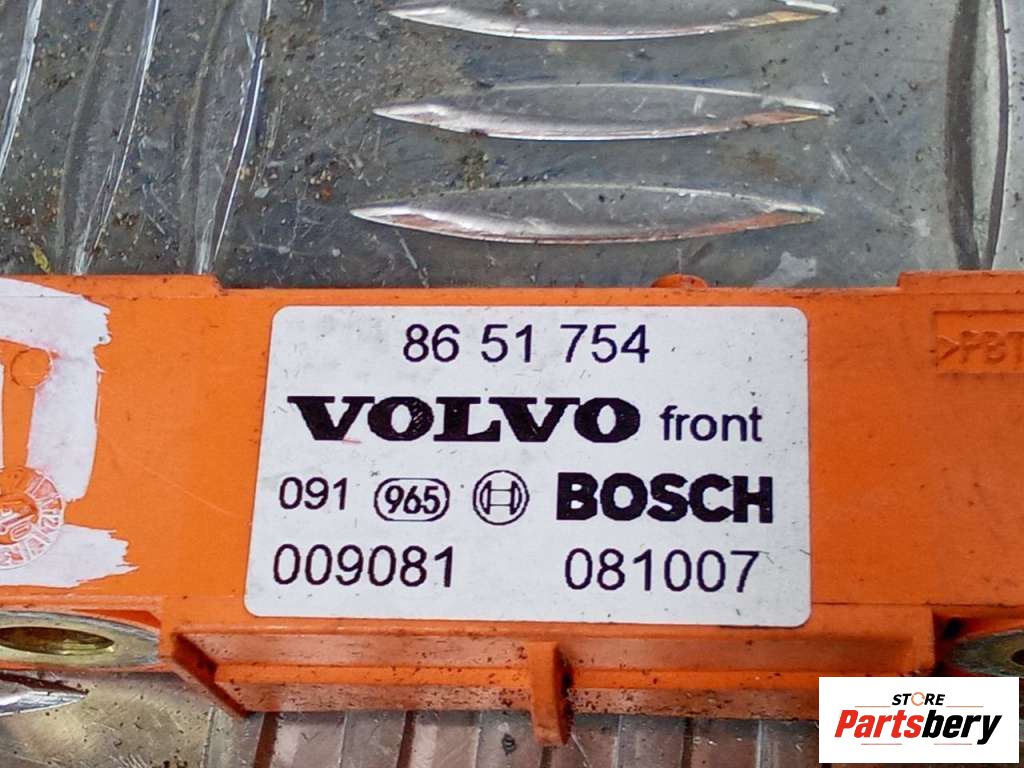 86 51 754
VOLVO front
091 965 BOSCH
009081 081007
>PBT
STORE
Partsbery